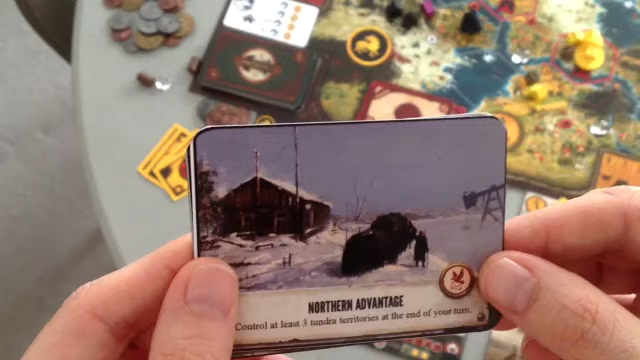 NORTHERN ADVANTAGE
Control at least 3 tundra territories at the end of your turn.